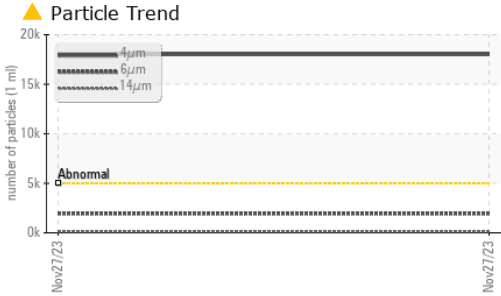 Particle Trend
20k
15k
10k
5k
0k
number of particles (1 ml)
4µm
6µm
14µm
Abnormal
Nov27/23
Nov27/23